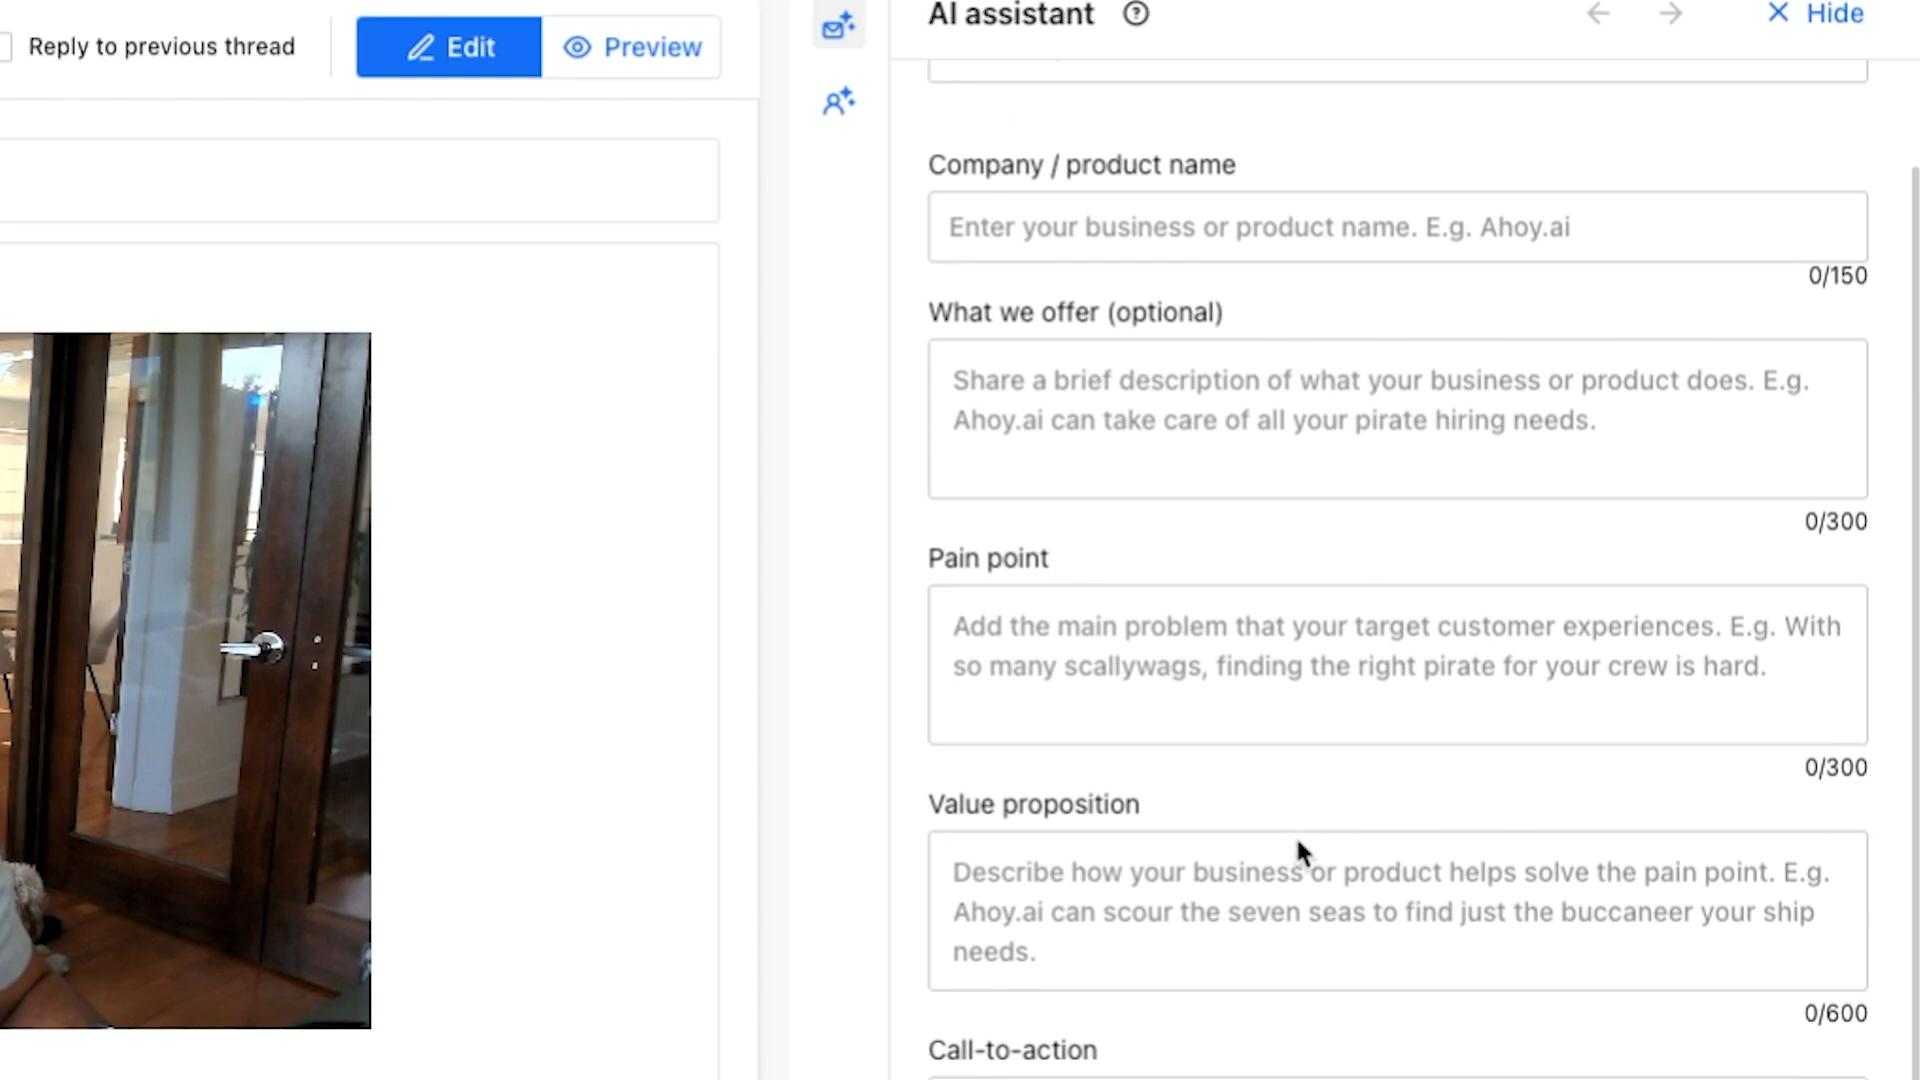 Reply to previous thread
Edit
Preview
AI assistant
Hide
Company / product name
Enter your business or product name. E.g. Ahoy.ai
0/150
What we offer (optional)
Share a brief description of what your business or product does. E.g.
Ahoy.ai can take care of all your pirate hiring needs.
0/300
Pain point
Add the main problem that your target customer experiences. E.g. With
so many scallywags, finding the right pirate for your crew is hard.
0/300
Value proposition
Describe how your business or product helps solve the pain point. E.g.
Ahoy.ai can scour the seven seas to find just the buccaneer your ship
needs.
0/600
Call-to-action